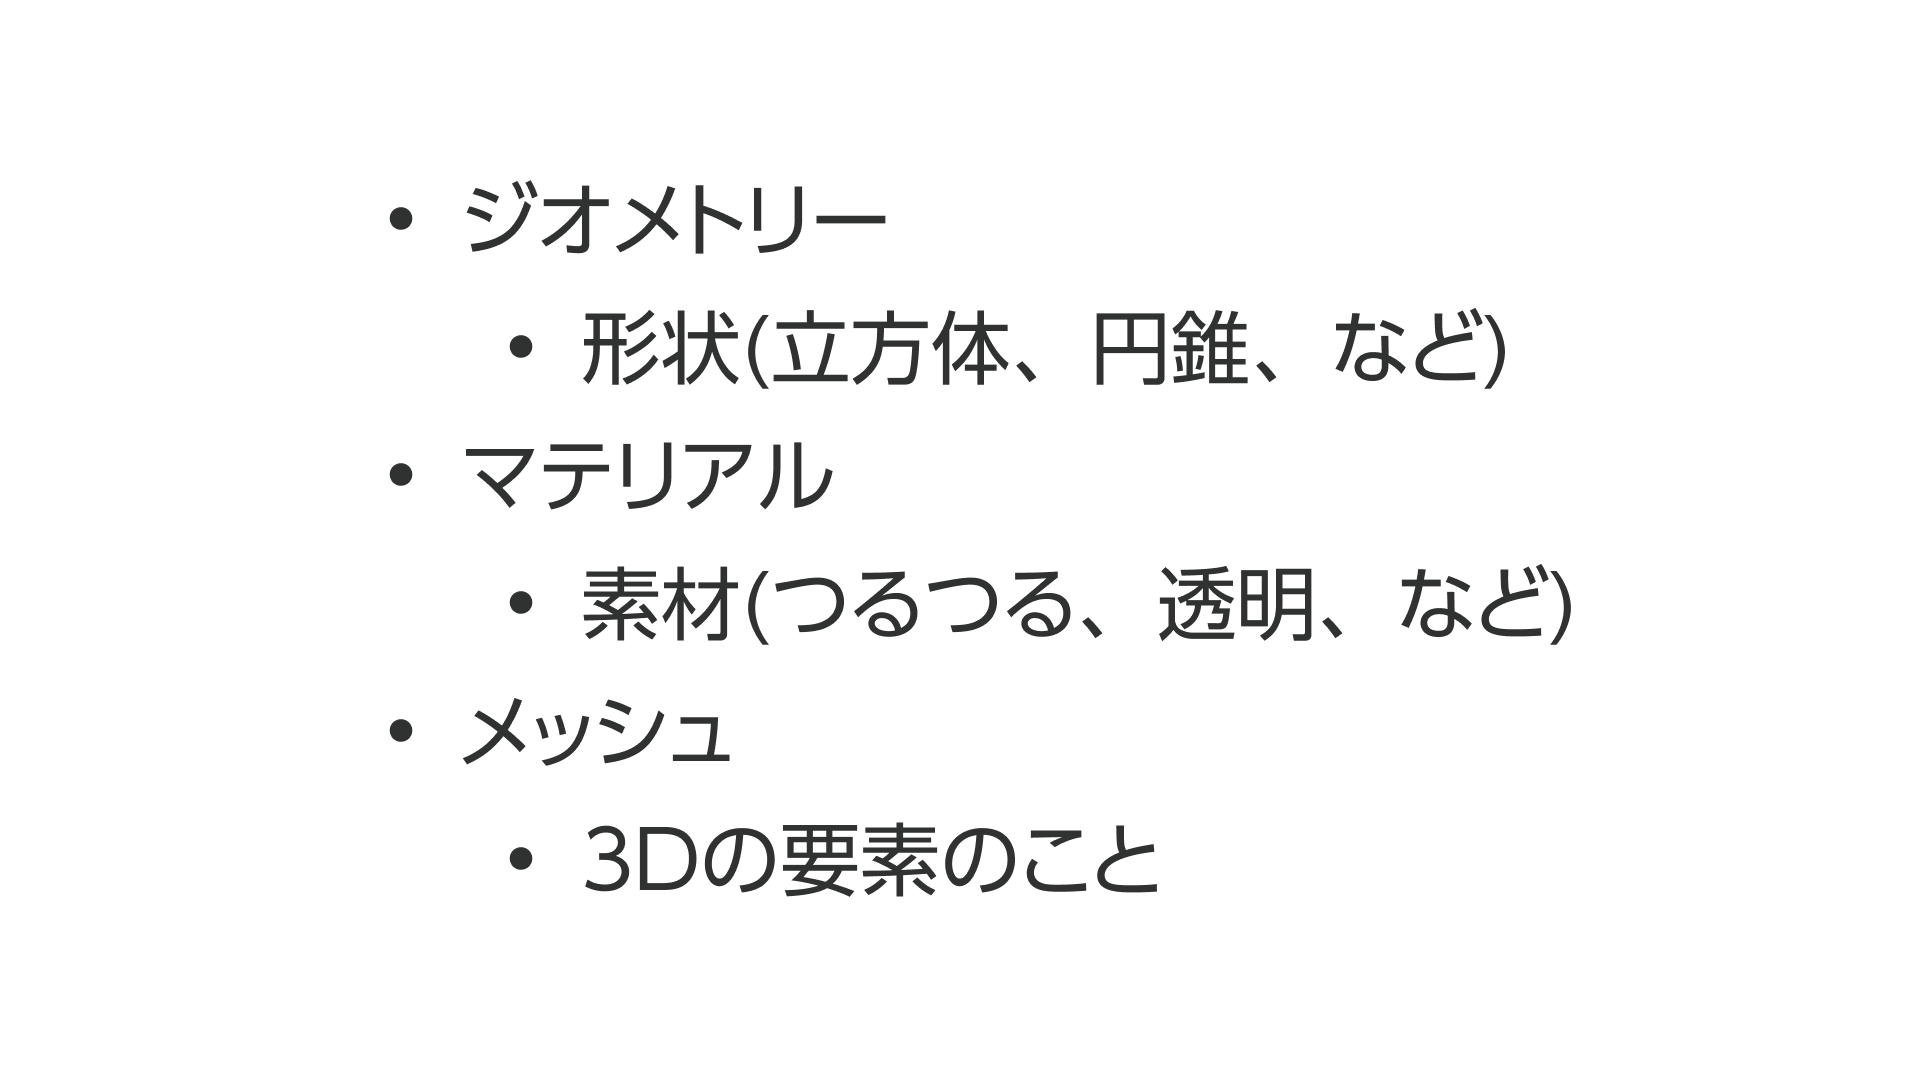 • ジオメトリー
• 形状(立方体、円錐、など)
• マテリアル
• 素材(つるつる、透明、など)
• メッシュ
• 3Dの要素のこと